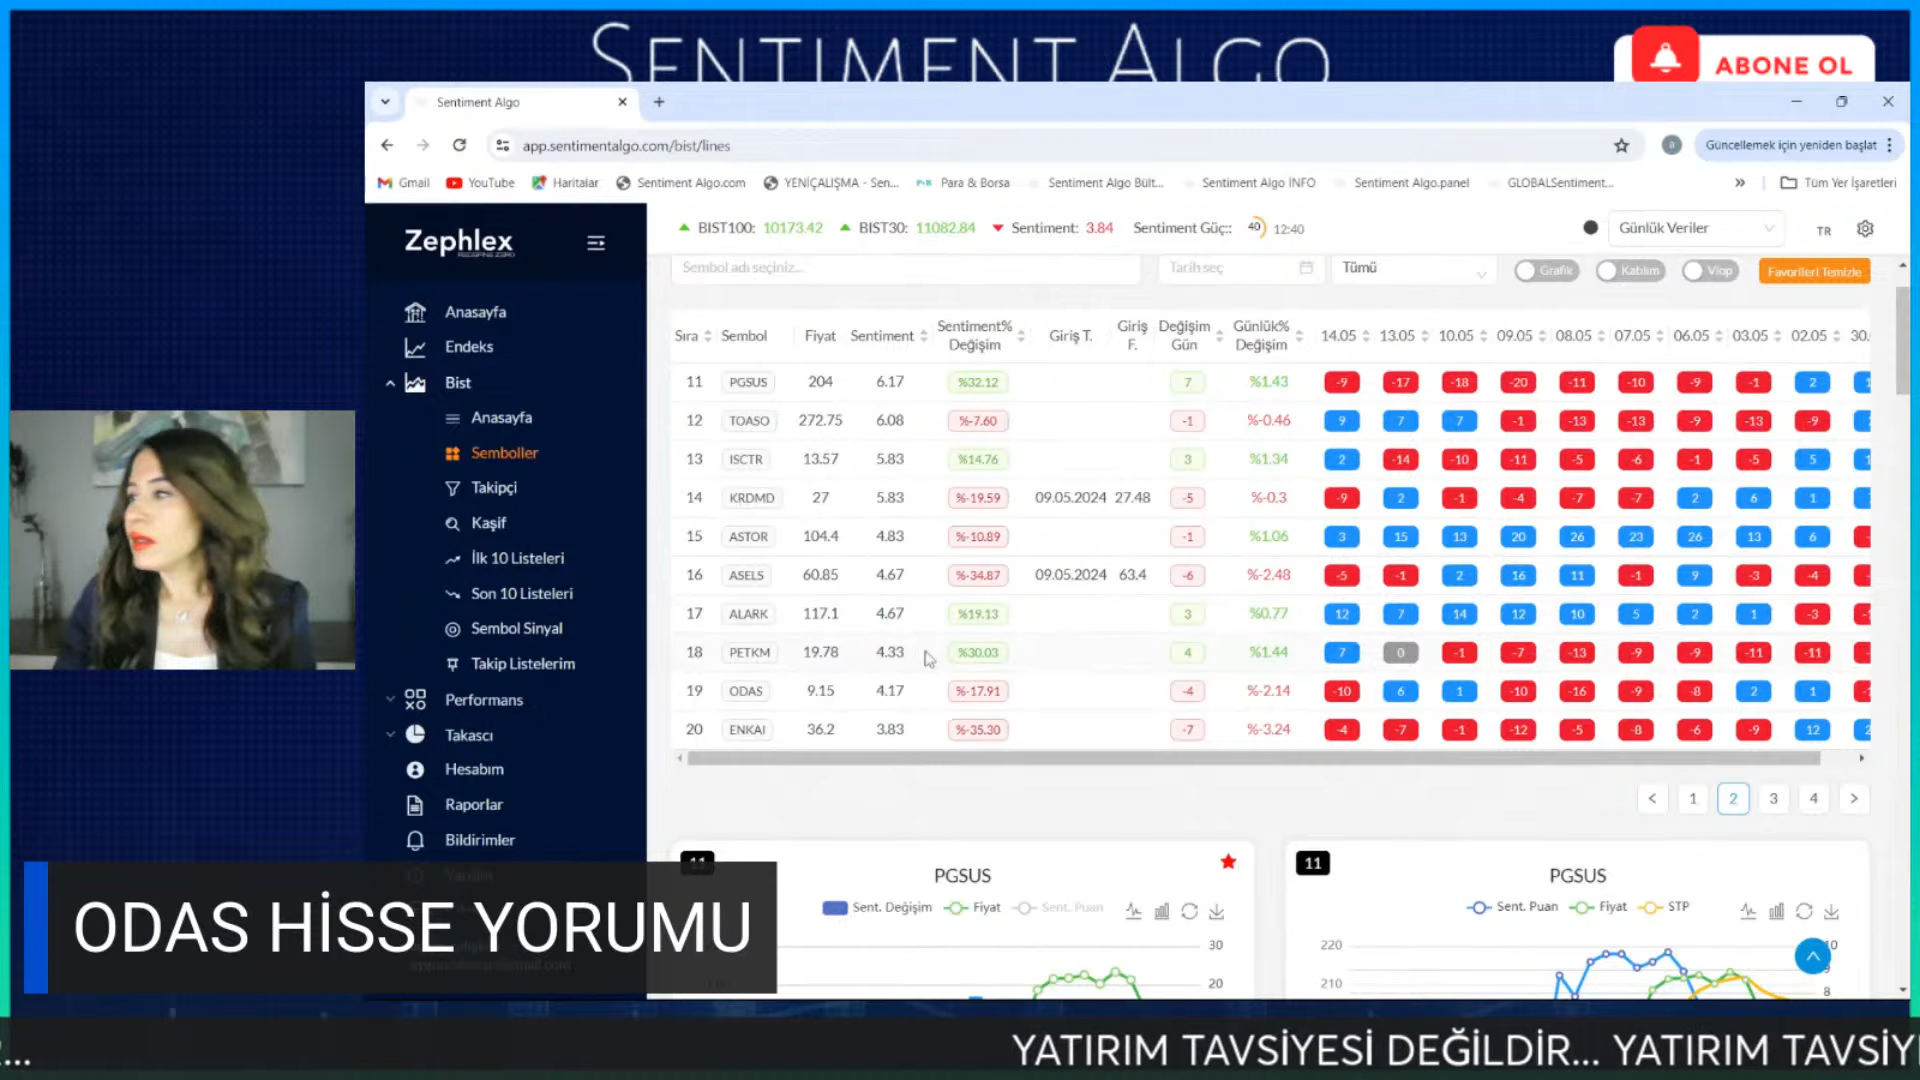 SENTIMENT ALGO
ABONE OL
Sentiment Algo
app.sentimentalgo.com/bist/lines
Güncellemek için yeniden başlat
Gmail YouTube Haritalar Sentiment Algo.com YENİÇALIŞMA - Sen... Para & Borsa Sentiment Algo Bült... Sentiment Algo İNFO Sentiment Algo.panel GLOBALSentiment... » Tüm Yer İşaretleri
Zephlex
BIST100: 10173.42 BIST30: 11082.84 Sentiment: 3.84 Sentiment Güç:: 40 12:40 Günlük Veriler TR
Sembol adı seçiniz... Tarih seç Tümü Grafik Katılım Viop Favorileri Temizle
Anasayfa
Endeks
Bist
Anasayfa
Semboller
Takipçi
Kaşif
İlk 10 Listeleri
Son 10 Listeleri
Sembol Sinyal
Takip Listelerim
Performans
Takascı
Hesabım
Raporlar
Bildirimler
Yardım
Sıra Sembol Fiyat Sentiment Sentiment% Değişim Giriş T. Giriş F. Değişim Gün Günlük% Değişim 14.05 13.05 10.05 09.05 08.05 07.05 06.05 03.05 02.05 30.
11 PGSUS 204 6.17 %32.12 7 %1.43 -9 -17 -18 -20 -11 -10 -9 -1 2
12 TOASO 272.75 6.08 %-7.60 -1 %-0.46 9 7 7 -1 -13 -13 -9 -13 -9
13 ISCTR 13.57 5.83 %14.76 3 %1.34 2 -14 -10 -11 -5 -6 -1 -5 5
14 KRDMD 27 5.83 %-19.59 09.05.2024 27.48 -5 %-0.3 -9 2 -1 -4 -7 -7 2 6 1
15 ASTOR 104.4 4.83 %-10.89 -1 %1.06 3 15 13 20 26 23 26 13 6
16 ASELS 60.85 4.67 %-34.87 09.05.2024 63.4 -6 %-2.48 -5 -1 2 16 11 -1 9 -3 -4
17 ALARK 117.1 4.67 %19.13 3 %0.77 12 7 14 12 10 5 2 1 -3
18 PETKM 19.78 4.33 %30.03 4 %1.44 7 0 -1 -7 -13 -9 -9 -11 -11
19 ODAS 9.15 4.17 %-17.91 -4 %-2.14 -10 6 1 -10 -16 -9 -8 2 1
20 ENKAI 36.2 3.83 %-35.30 -7 %-3.24 -4 -7 -1 -12 -5 -8 -6 -9 12
< 1 2 3 4 >
11 PGSUS
Sent. Değişim Fiyat Sent. Puan
30
20
11 PGSUS
Sent. Puan Fiyat STP
220 10
210 8
ODAS HİSSE YORUMU
...
YATIRIM TAVSİYESİ DEĞİLDİR... YATIRIM TAVSİY